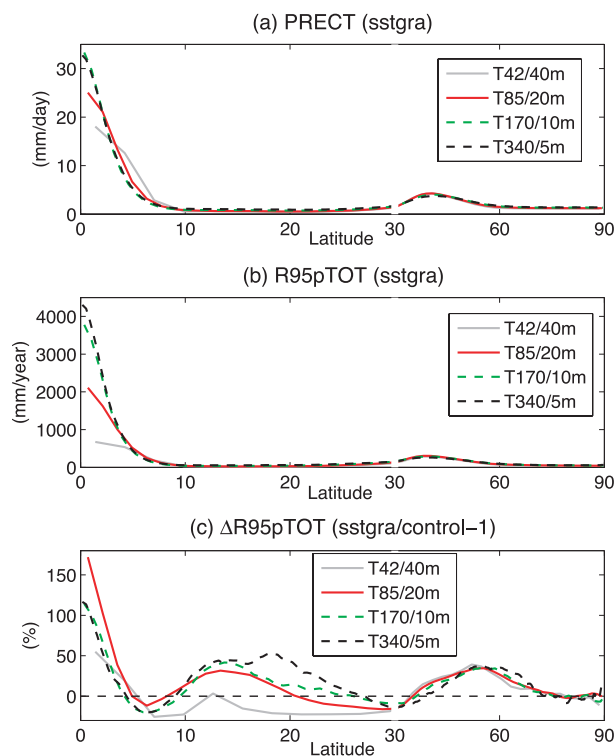 (a) PRECT (sstgra)
30
20
10
0
(mm/day)
T42/40m
T85/20m
T170/10m
T340/5m
0 10 20 30 60 90
Latitude
(b) R95pTOT (sstgra)
4000
3000
2000
1000
0
(mm/year)
T42/40m
T85/20m
T170/10m
T340/5m
0 10 20 30 60 90
Latitude
(c) ΔR95pTOT (sstgra/control−1)
150
100
50
0
(%)
T42/40m
T85/20m
T170/10m
T340/5m
0 10 20 30 60 90
Latitude